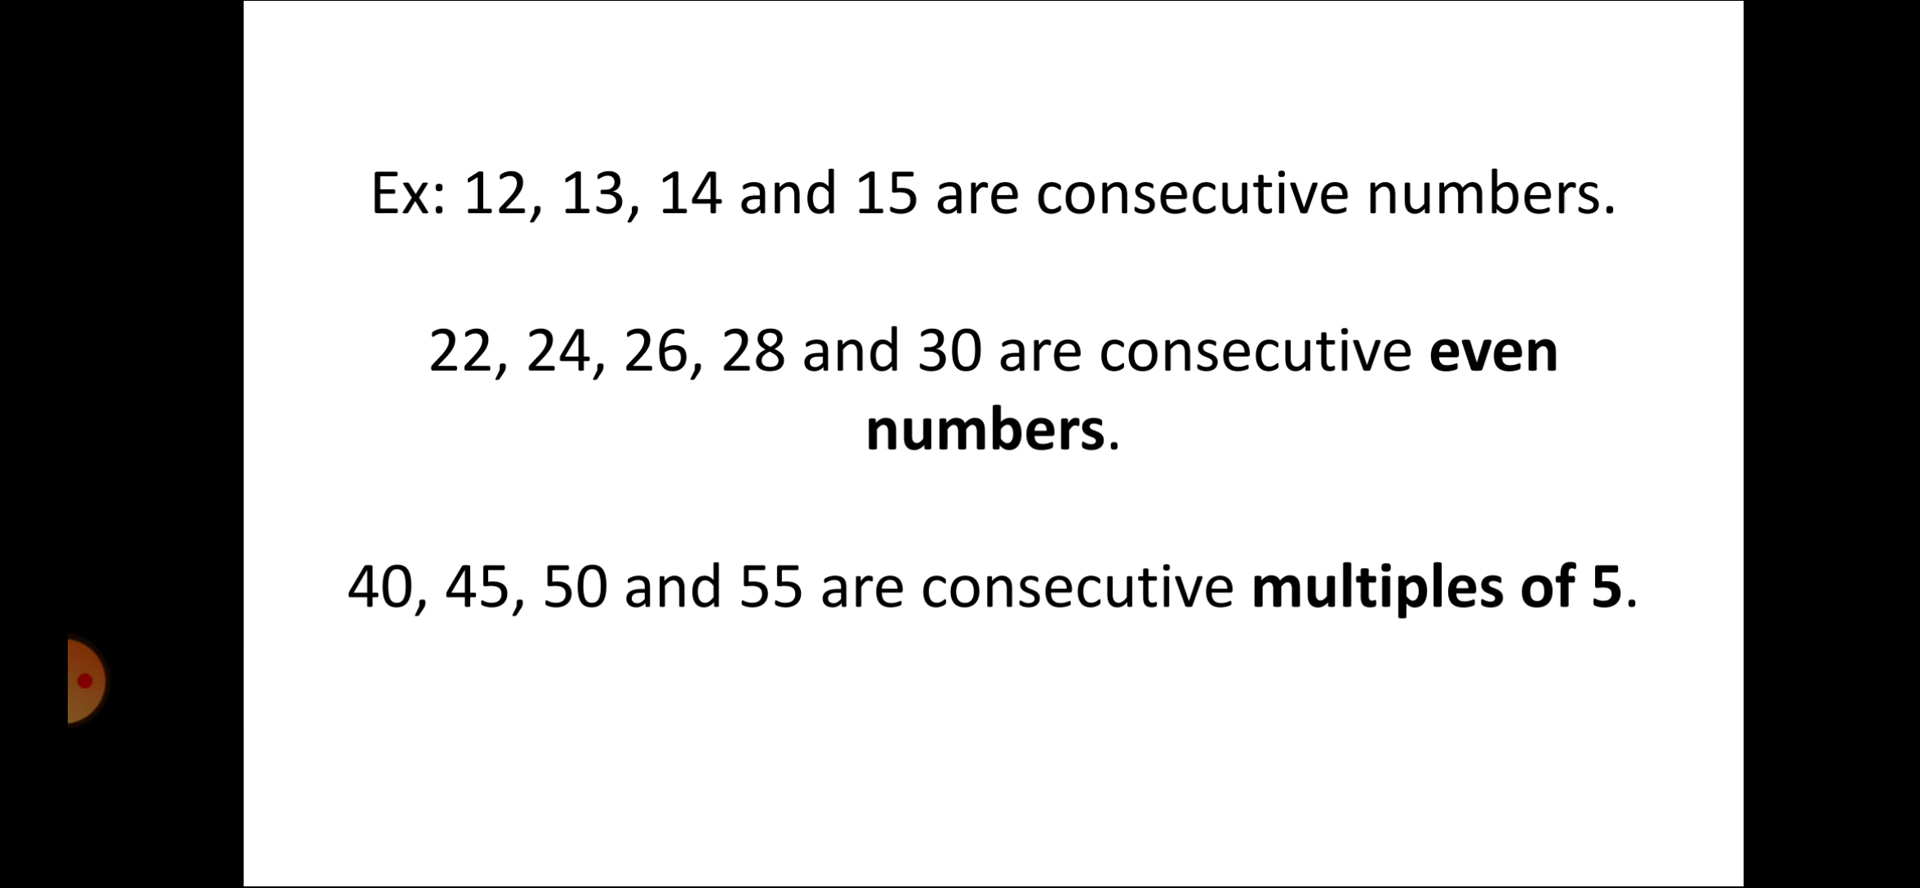 Ex: 12, 13, 14 and 15 are consecutive numbers.
22, 24, 26, 28 and 30 are consecutive even
numbers.
40, 45, 50 and 55 are consecutive multiples of 5.